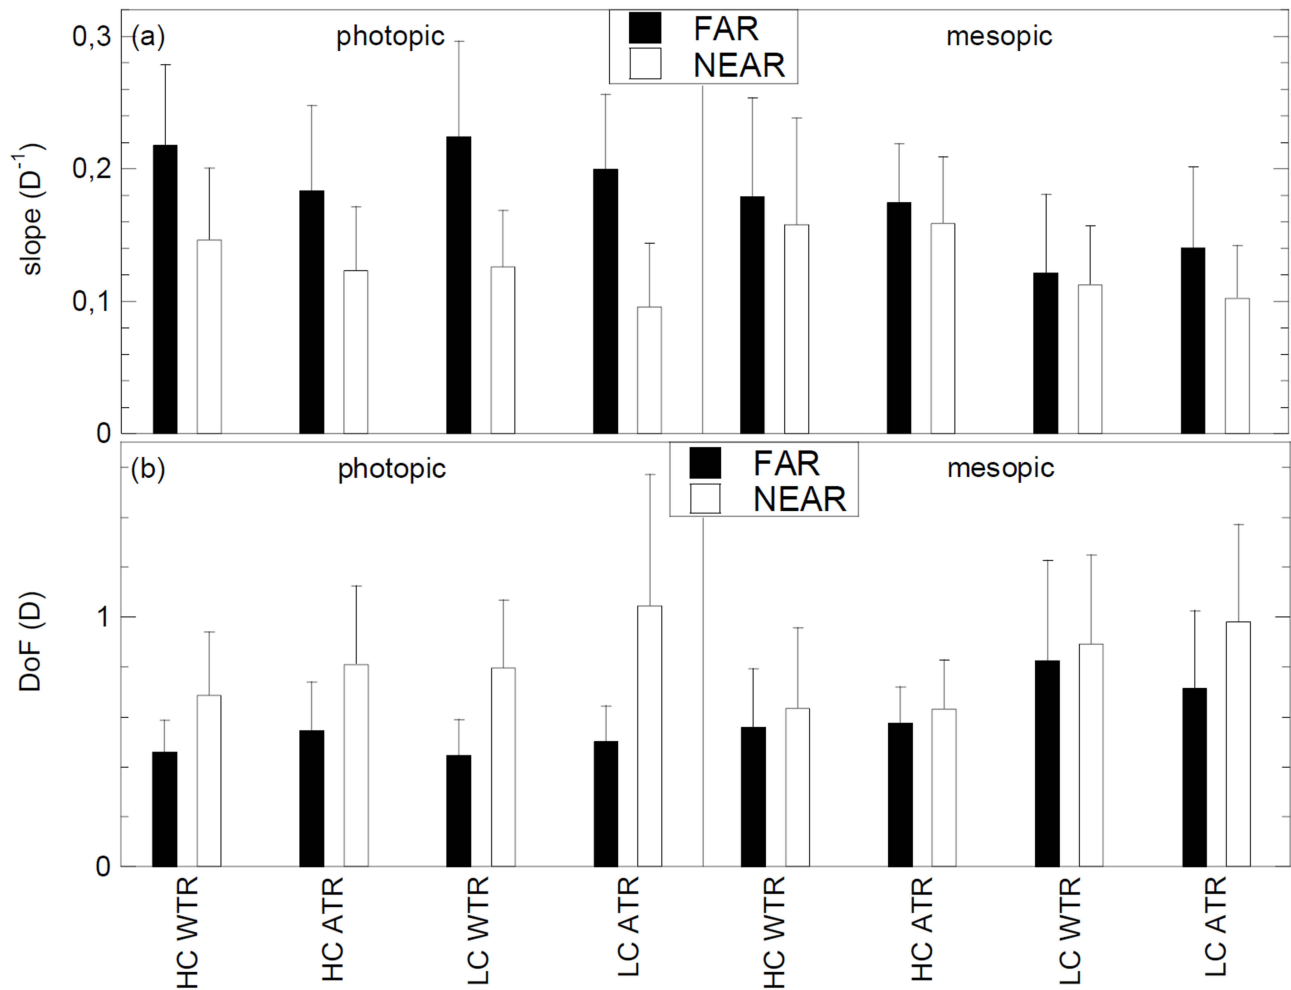 (a)
photopic
FAR
NEAR
mesopic
0,3
0,2
0,1
0
slope (D⁻¹)
(b)
photopic
FAR
NEAR
mesopic
1
0
DoF (D)
HC WTR
HC ATR
LC WTR
LC ATR
HC WTR
HC ATR
LC WTR
LC ATR